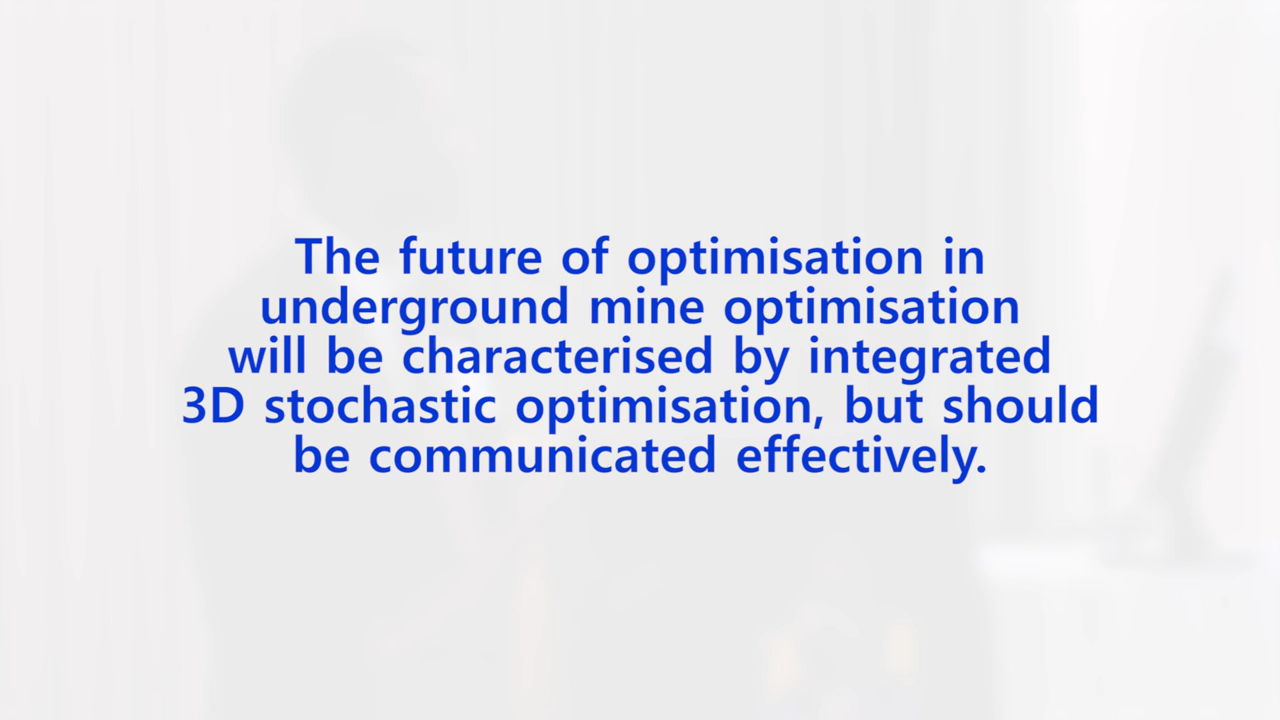 The future of optimisation in
underground mine optimisation
will be characterised by integrated
3D stochastic optimisation, but should
be communicated effectively.